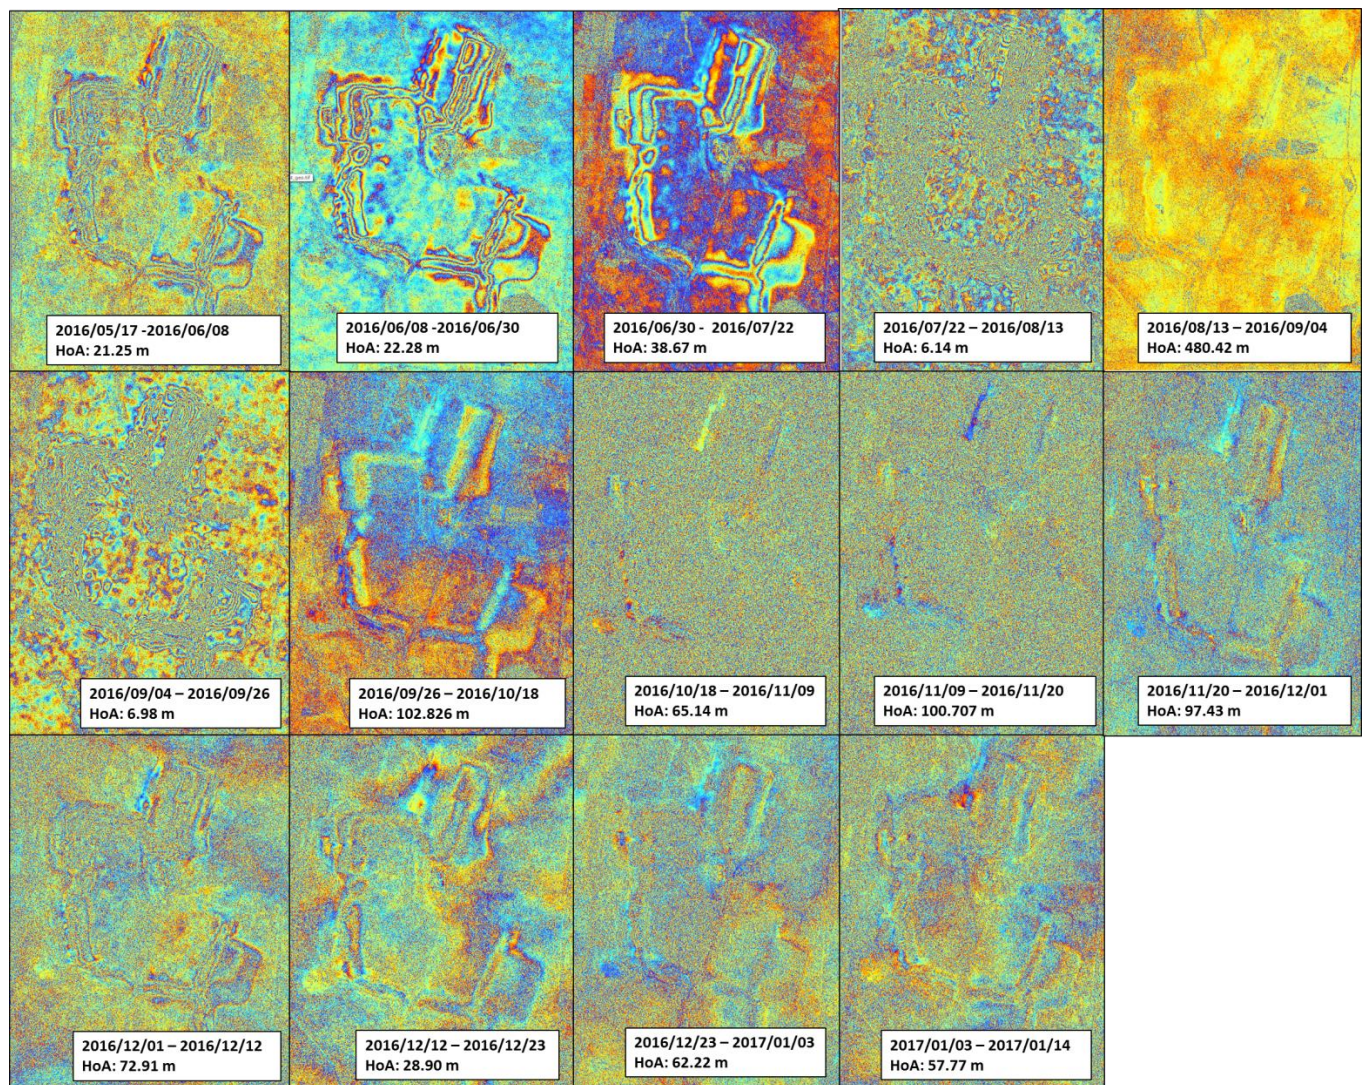 2016/05/17 -2016/06/08
HoA: 21.25 m
2016/06/08 -2016/06/30
HoA: 22.28 m
2016/06/30 - 2016/07/22
HoA: 38.67 m
2016/07/22 – 2016/08/13
HoA: 6.14 m
2016/08/13 – 2016/09/04
HoA: 480.42 m
2016/09/04 – 2016/09/26
HoA: 6.98 m
2016/09/26 – 2016/10/18
HoA: 102.826 m
2016/10/18 – 2016/11/09
HoA: 65.14 m
2016/11/09 – 2016/11/20
HoA: 100.707 m
2016/11/20 – 2016/12/01
HoA: 97.43 m
2016/12/01 – 2016/12/12
HoA: 72.91 m
2016/12/12 – 2016/12/23
HoA: 28.90 m
2016/12/23 – 2017/01/03
HoA: 62.22 m
2017/01/03 – 2017/01/14
HoA: 57.77 m